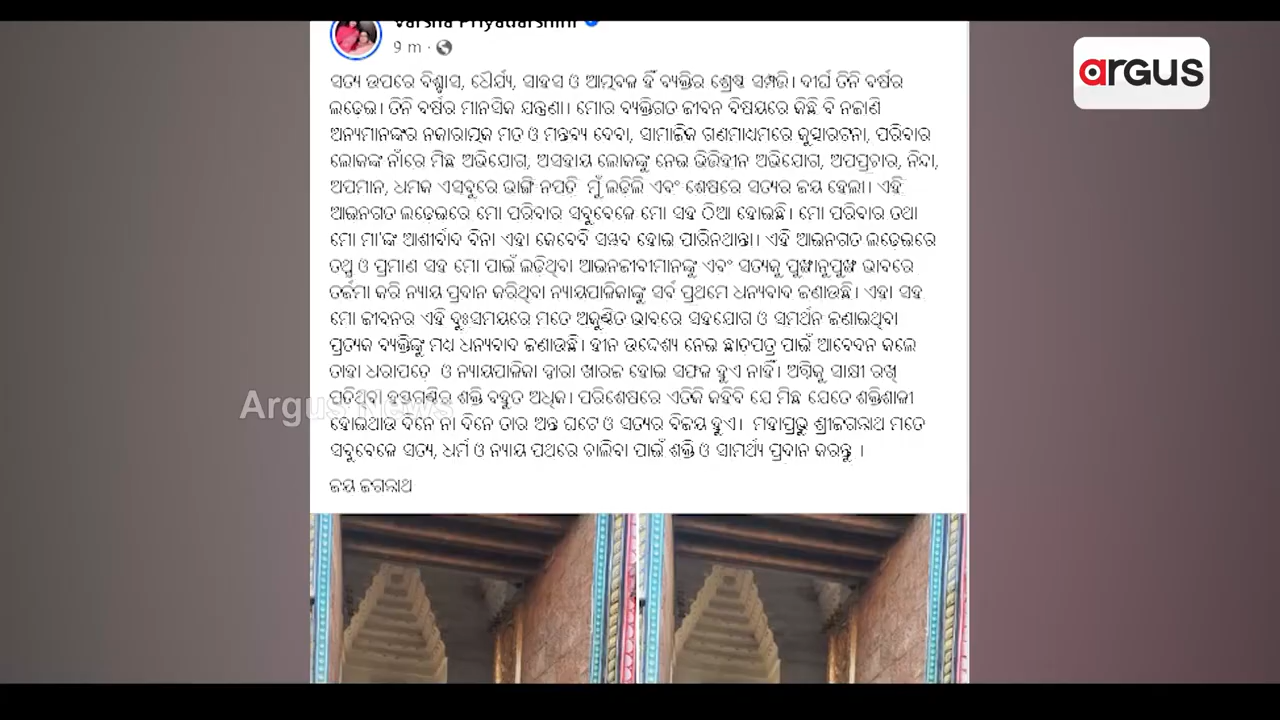 Varsha Priyadarshini
9 m ·
argus
ସତ୍ୟ ଉପରେ ବିଶ୍ବାସ, ଧୈର୍ଯ୍ୟ, ସାହସ ଓ ଆତ୍ମବଳ ହିଁ ବ୍ୟକ୍ତିର ଶ୍ରେଷ୍ଠ ସମ୍ପତ୍ତି। ଦୀର୍ଘ ତିନି ବର୍ଷର
ଲଢ଼େଇ। ତିନି ବର୍ଷର ମାନସିକ ଯନ୍ତ୍ରଣା। ମୋର ବ୍ୟକ୍ତିଗତ ଜୀବନ ବିଷୟରେ କିଛି ବି ନଜାଣି
ଅନ୍ୟମାନଙ୍କର ନକାରାତ୍ମକ ମତ ଓ ମନ୍ତବ୍ୟ ଦେବା, ସାମାଜିକ ଗଣମାଧ୍ୟମରେ କୁତ୍ସାରଟନା, ପରିବାର
ଲୋକଙ୍କ ନାଁରେ ମିଛ ଅଭିଯୋଗ, ଅସହାୟ ଲୋକଙ୍କୁ ନେଇ ଭିତ୍ତିହୀନ ଅଭିଯୋଗ, ଅପପ୍ରଚାର, ନିନ୍ଦା,
ଅପମାନ, ଧମକ ଏସବୁରେ ଭାଙ୍ଗି ନପଡ଼ି ମୁଁ ଲଢ଼ିଲି ଏବଂ ଶେଷରେ ସତ୍ୟର ଜୟ ହେଲା। ଏହି
ଆଇନଗତ ଲଢ଼େଇରେ ମୋ ପରିବାର ସବୁବେଳେ ମୋ ସହ ଠିଆ ହୋଇଛି। ମୋ ପରିବାର ତଥା
ମୋ ମା'ଙ୍କ ଆଶୀର୍ବାଦ ବିନା ଏହା କେବେବି ସମ୍ଭବ ହୋଇ ପାରିନଥାନ୍ତା। ଏହି ଆଇନଗତ ଲଢ଼େଇରେ
ତଥ୍ୟ ଓ ପ୍ରମାଣ ସହ ମୋ ପାଇଁ ଲଢ଼ିଥିବା ଆଇନଜୀବୀମାନଙ୍କୁ ଏବଂ ସତ୍ୟକୁ ପୁଙ୍ଖାନୁପୁଙ୍ଖ ଭାବରେ
ତର୍ଜମା କରି ନ୍ୟାୟ ପ୍ରଦାନ କରିଥିବା ନ୍ୟାୟପାଳିକାଙ୍କୁ ସର୍ବ ପ୍ରଥମେ ଧନ୍ୟବାଦ ଜଣାଉଛି। ଏହା ସହ
ମୋ ଜୀବନର ଏହି ଦୁଃସମୟରେ ମତେ ଅକୁଣ୍ଠିତ ଭାବରେ ସହଯୋଗ ଓ ସମର୍ଥନ ଜଣାଇଥିବା
ପ୍ରତ୍ୟକ ବ୍ୟକ୍ତିଙ୍କୁ ମଧ୍ୟ ଧନ୍ୟବାଦ ଜଣାଉଛି। ହୀନ ଉଦ୍ଦେଶ୍ୟ ନେଇ ଛାଡ଼ପତ୍ର ପାଇଁ ଆବେଦନ କଲେ
ତାହା ଧରାପଡ଼େ ଓ ନ୍ୟାୟପାଳିକା ଦ୍ୱାରା ଖାରଜ ହୋଇ ସଫଳ ହୁଏ ନାହିଁ। ଅଗ୍ନିକୁ ସାକ୍ଷୀ ରଖି
ପଡିଥିବା ହସ୍ତଗଣ୍ଠିର ଶକ୍ତି ବହୁତ ଅଧିକ। ପରିଶେଷରେ ଏତିକି କହିବି ଯେ ମିଛ ଯେତେ ଶକ୍ତିଶାଳୀ
ହୋଇଥାଉ ଦିନେ ନା ଦିନେ ତାର ଅନ୍ତ ଘଟେ ଓ ସତ୍ୟର ବିଜୟ ହୁଏ। ମହାପ୍ରଭୁ ଶ୍ରୀଜଗନ୍ନାଥ ମତେ
ସବୁବେଳେ ସତ୍ୟ, ଧର୍ମ ଓ ନ୍ୟାୟ ପଥରେ ଚାଲିବା ପାଇଁ ଶକ୍ତି ଓ ସାମର୍ଥ୍ୟ ପ୍ରଦାନ କରନ୍ତୁ ।
ଜୟ ଜଗନ୍ନାଥ
Argus News